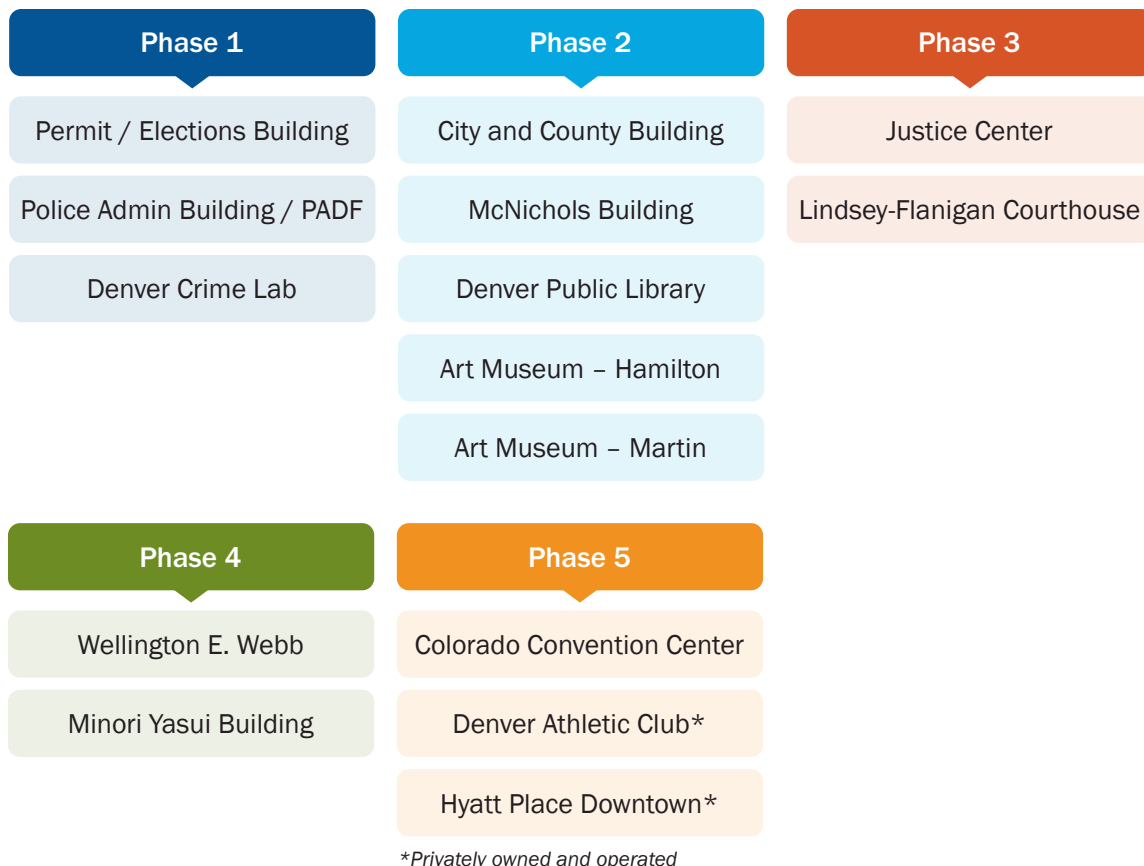 Phase 1
Permit / Elections Building
Police Admin Building / PADF
Denver Crime Lab
Phase 2
City and County Building
McNichols Building
Denver Public Library
Art Museum – Hamilton
Art Museum – Martin
Phase 3
Justice Center
Lindsey-Flanigan Courthouse
Phase 4
Wellington E. Webb
Minori Yasui Building
Phase 5
Colorado Convention Center
Denver Athletic Club*
Hyatt Place Downtown*
*Privately owned and operated